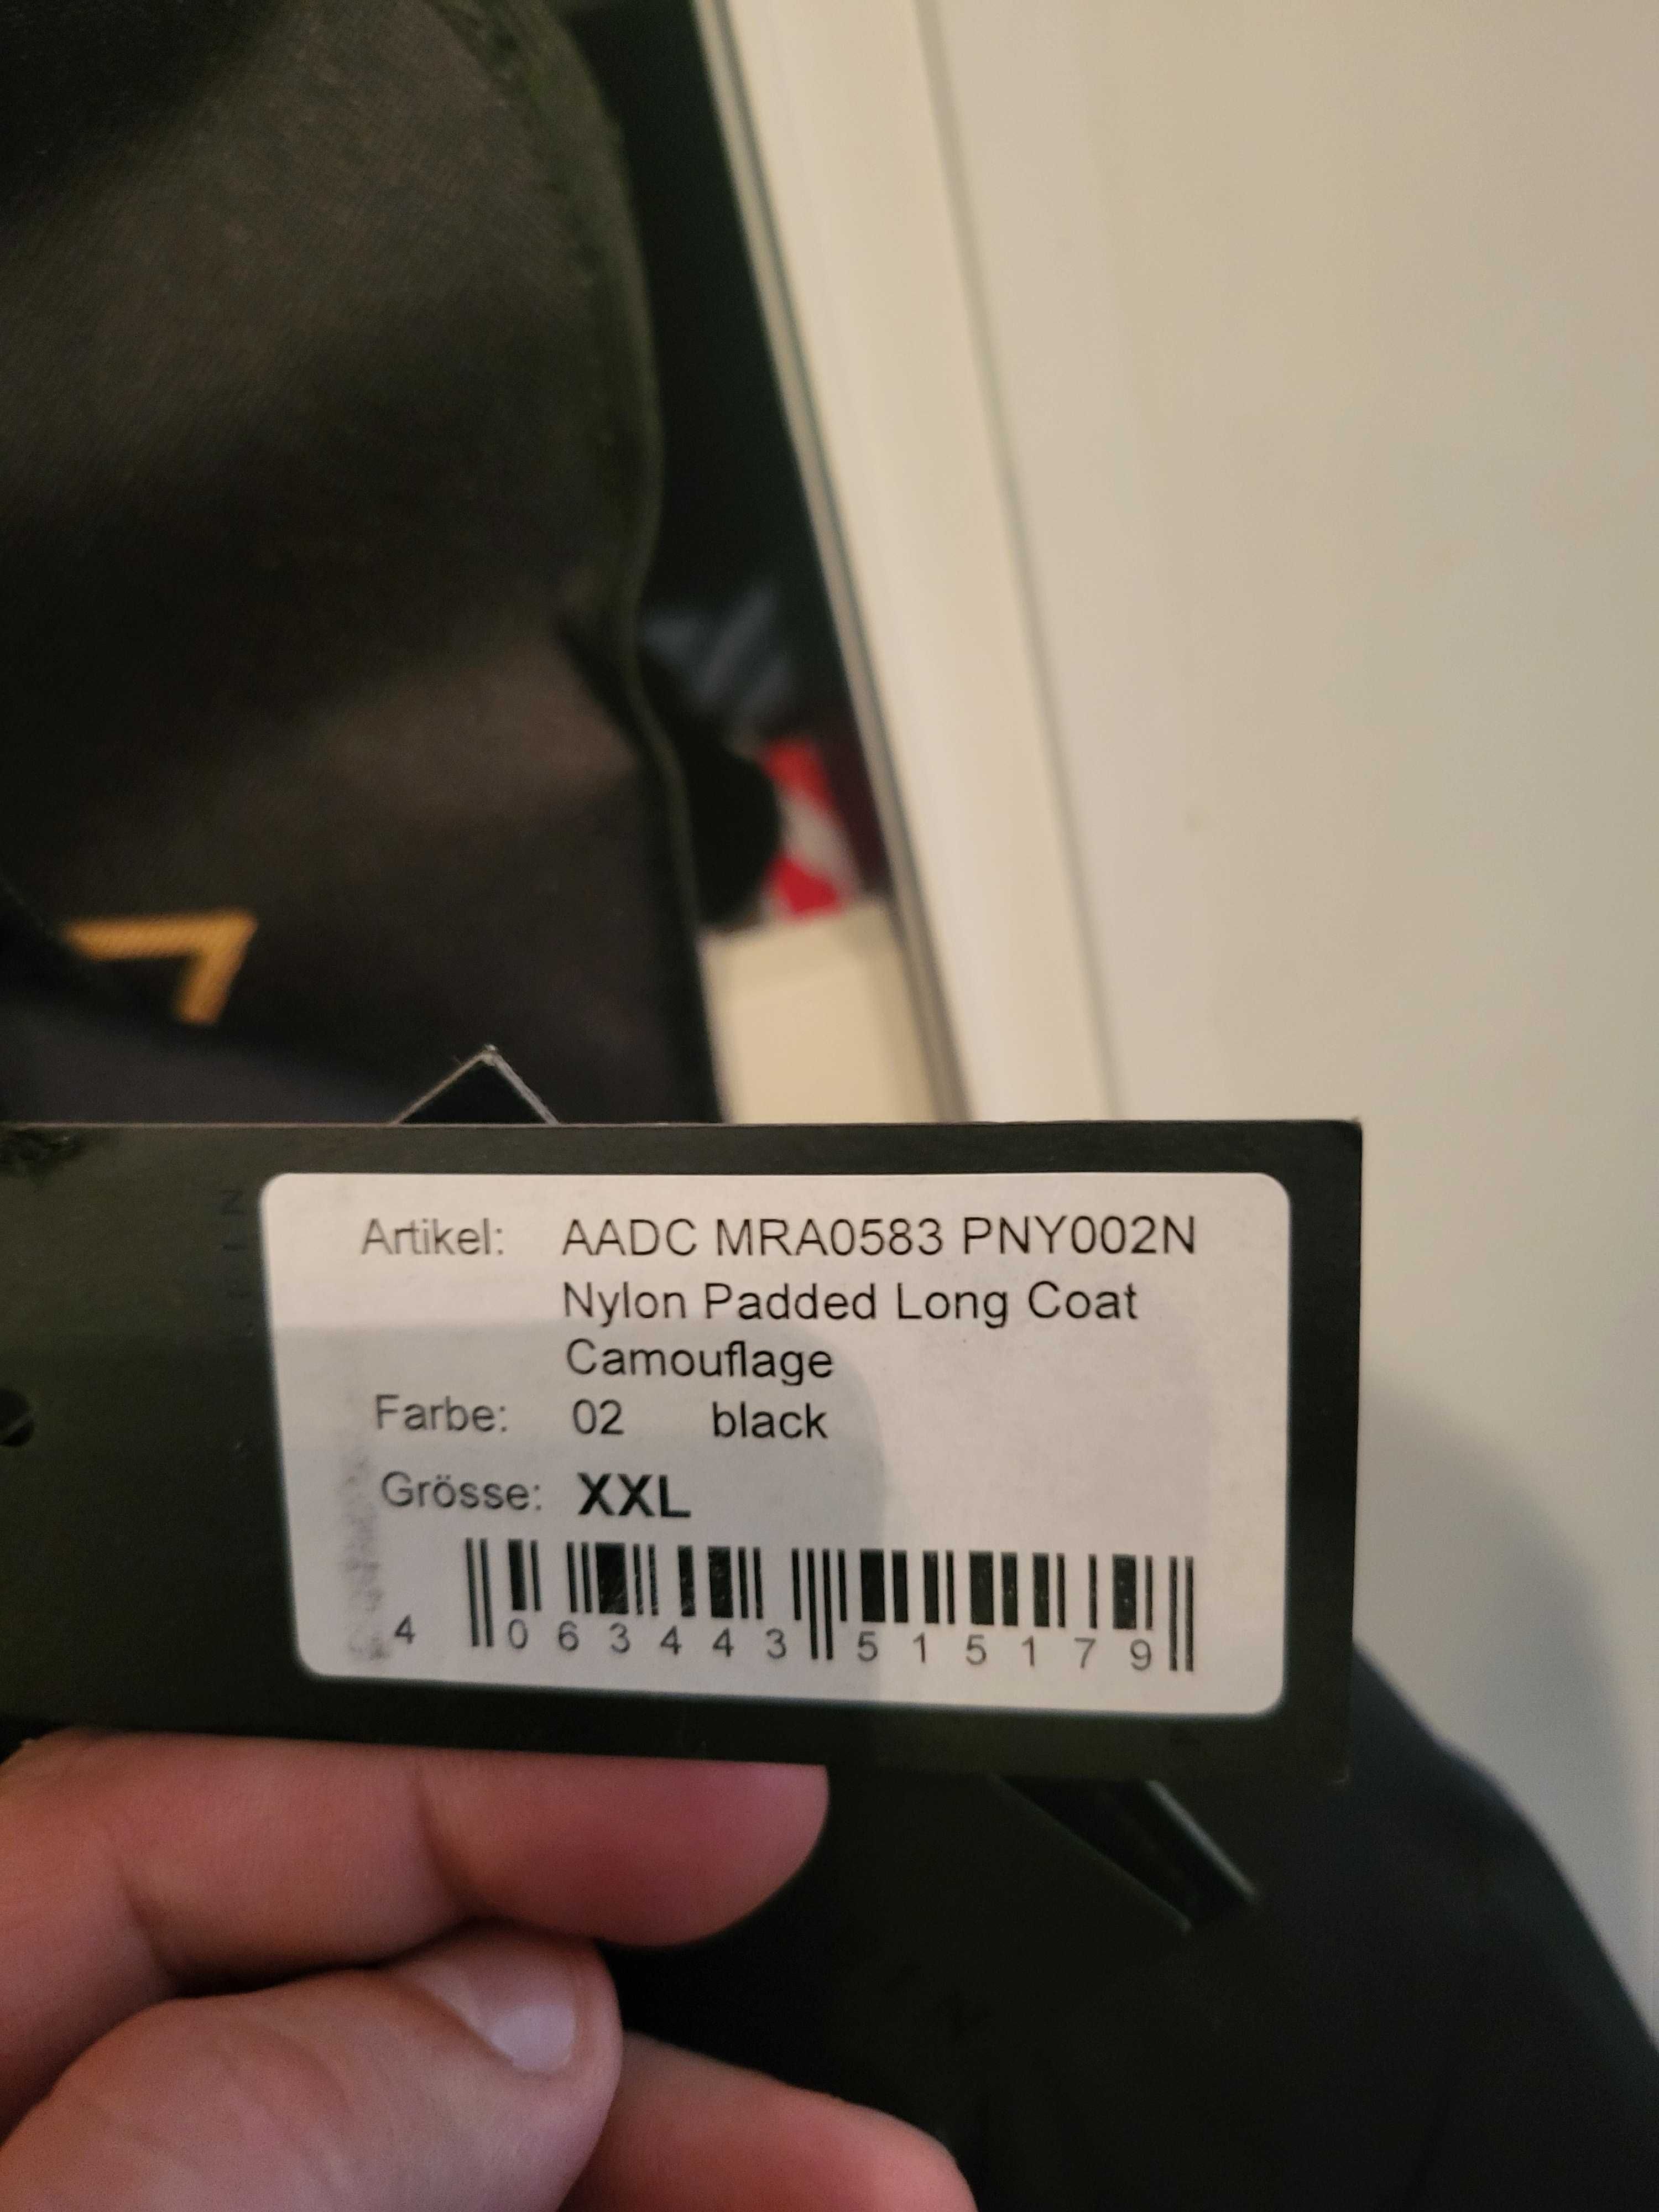 Artikel: AADC MRA0583 PNY002N
Nylon Padded Long Coat
Camouflage
Farbe: 02 black
Grösse: XXL
4 063443 515179